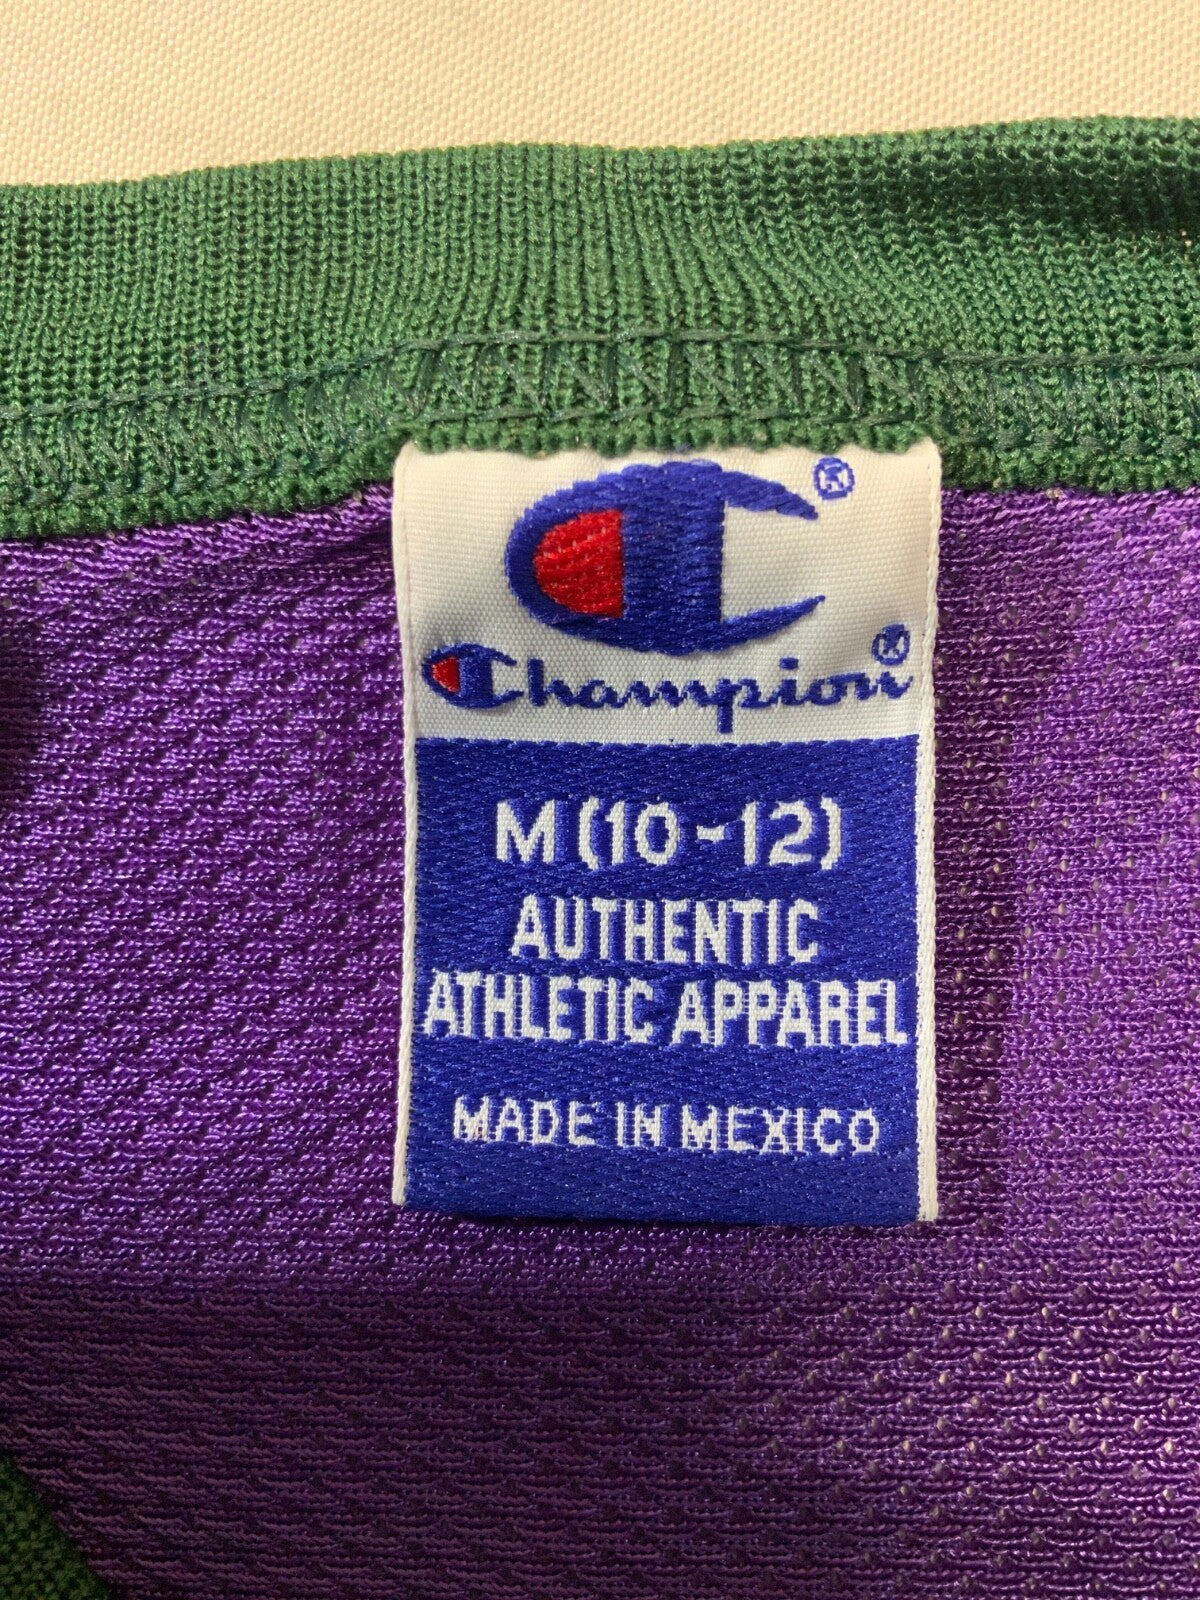 ®
Champion®
M (10-12)
AUTHENTIC
ATHLETIC APPAREL
MADE IN MEXICO